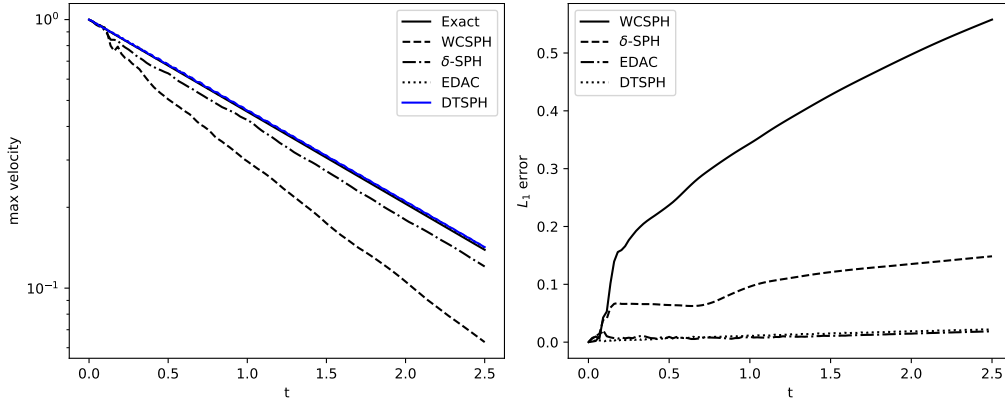 10⁰
10⁻¹
max velocity
0.0 0.5 1.0 1.5 2.0 2.5
t
Exact
WCSPH
δ-SPH
EDAC
DTSPH
0.5
0.4
0.3
0.2
0.1
0.0
L₁ error
0.0 0.5 1.0 1.5 2.0 2.5
t
WCSPH
δ-SPH
EDAC
DTSPH